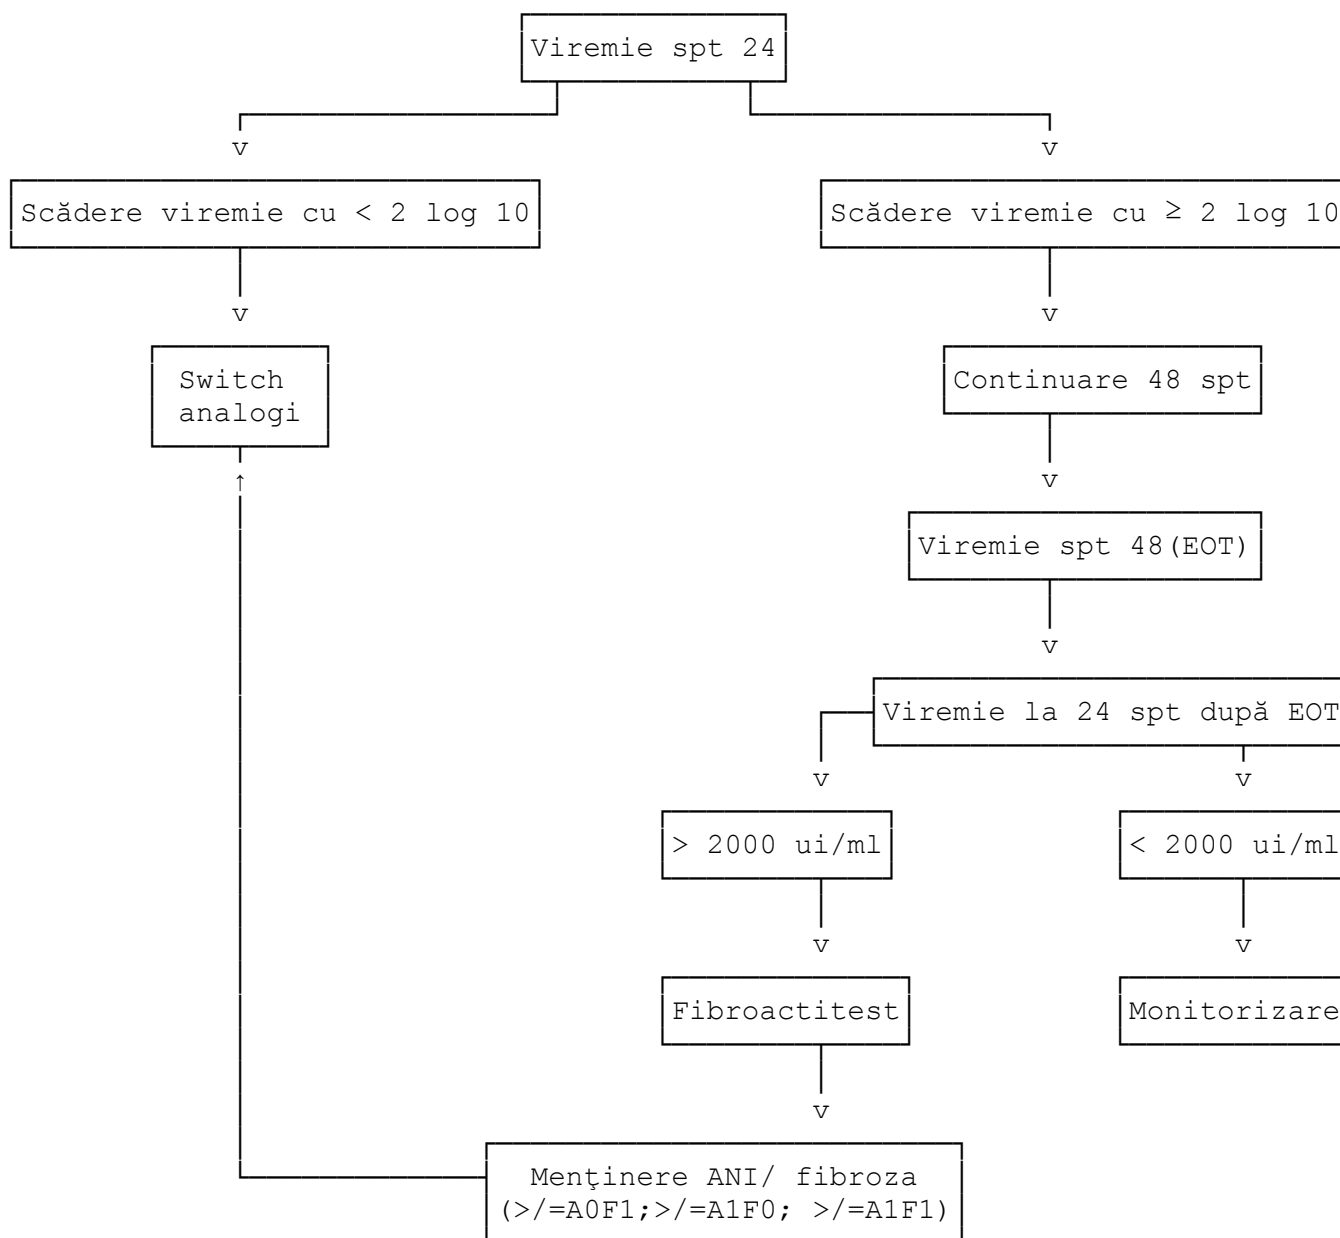 Viremie spt 24
Scădere viremie cu < 2 log 10
Scădere viremie cu ≥ 2 log 10
Switch
analogi
Continuare 48 spt
Viremie spt 48(EOT)
Viremie la 24 spt după EOT
> 2000 ui/ml
< 2000 ui/ml
Fibroactitest
Monitorizare
Menţinere ANI/ fibroza
(>/=A0F1;>/=A1F0; >/=A1F1)